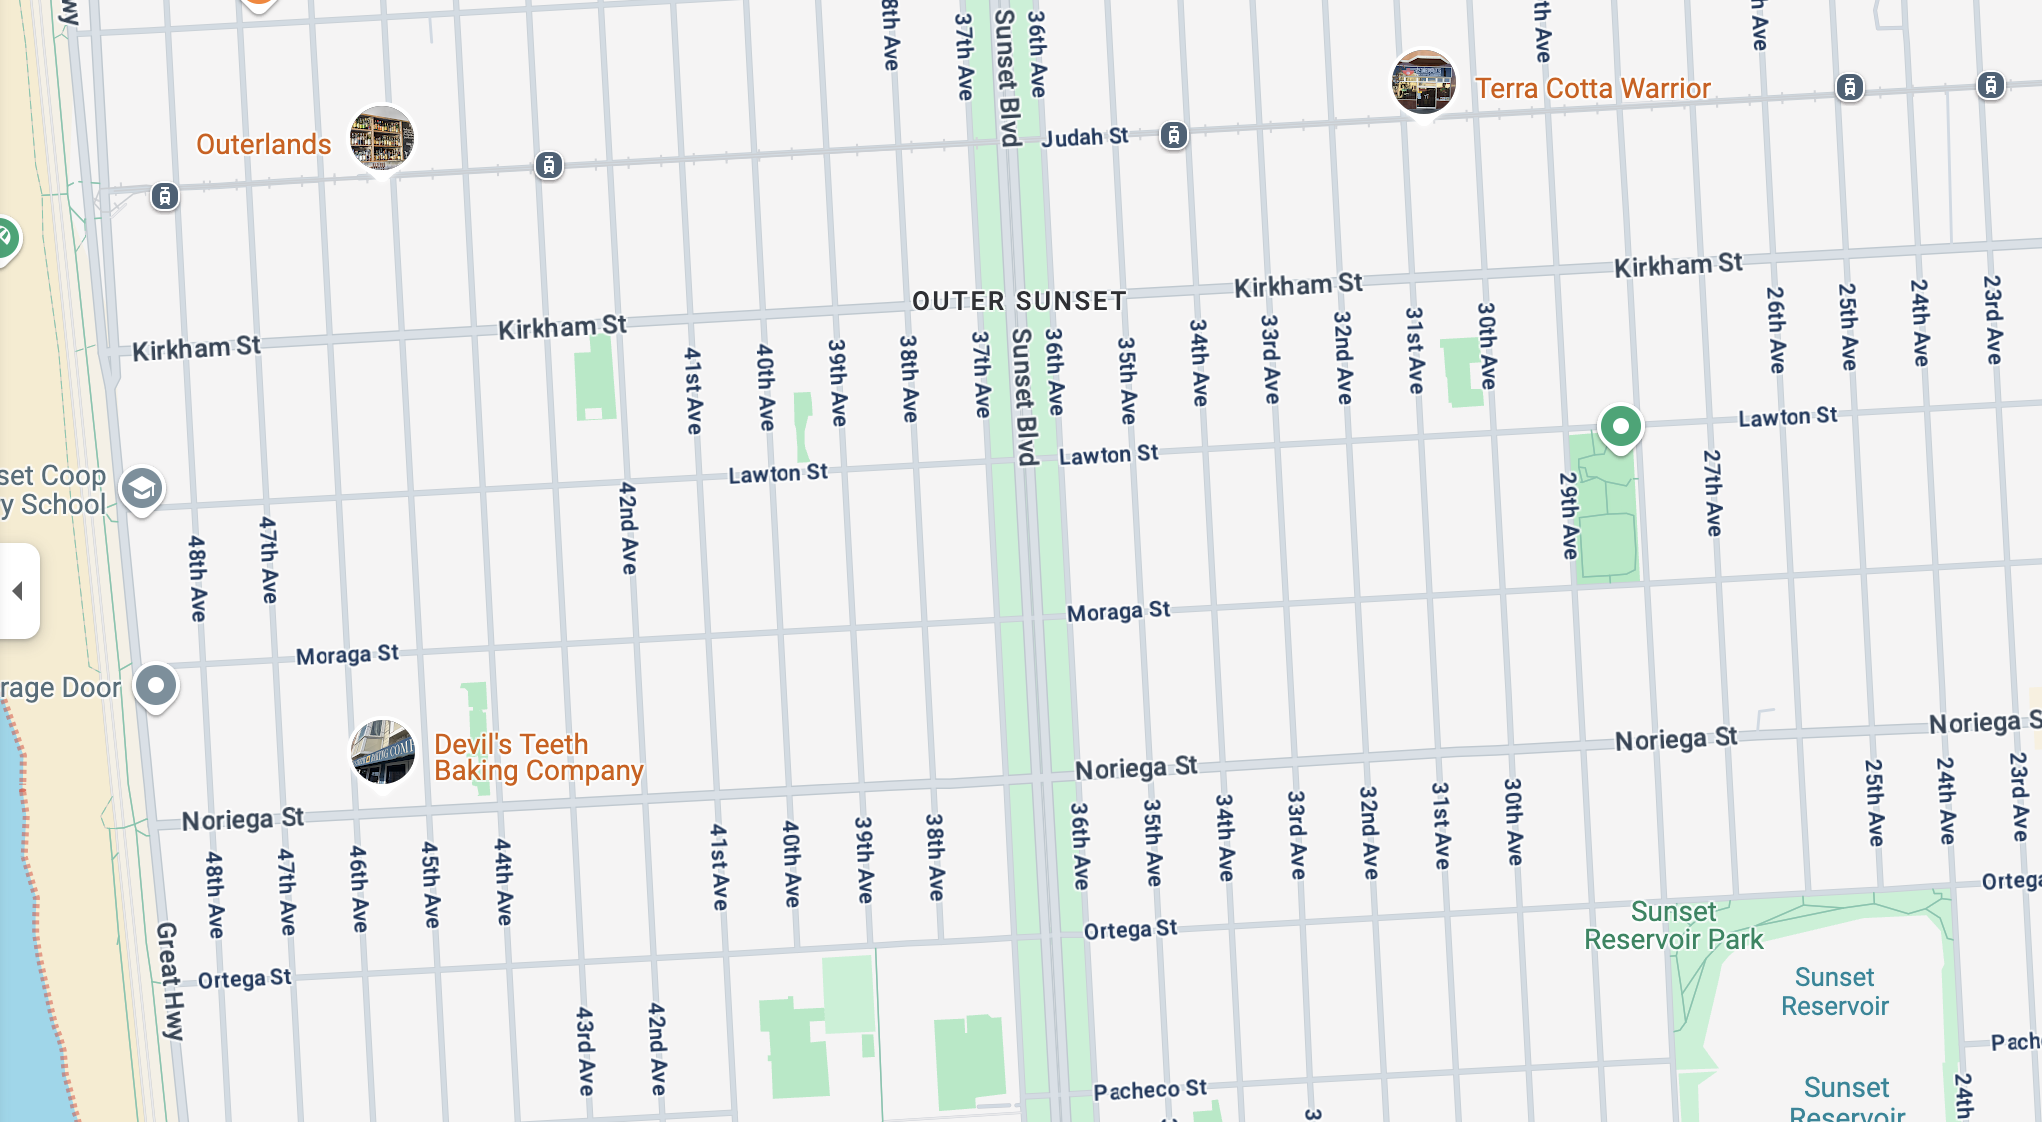 wy
8th Ave
37th Ave
Sunset Blvd
36th Ave
th Ave
h Ave
Terra Cotta Warrior
Outerlands
Judah St
Kirkham St
Kirkham St
OUTER SUNSET
Kirkham St
Kirkham St
41st Ave
40th Ave
39th Ave
38th Ave
37th Ave
Sunset Blvd
36th Ave
35th Ave
34th Ave
33rd Ave
32nd Ave
31st Ave
30th Ave
26th Ave
25th Ave
24th Ave
23rd Ave
Lawton St
Lawton St
Lawton St
set Coop
y School
48th Ave
47th Ave
42nd Ave
29th Ave
27th Ave
Moraga St
Moraga St
rage Door
Devil's Teeth
Baking Company
BAKING COMP
Noriega St
Noriega St
Noriega St
Noriega S
48th Ave
47th Ave
46th Ave
45th Ave
44th Ave
41st Ave
40th Ave
39th Ave
38th Ave
36th Ave
35th Ave
34th Ave
33rd Ave
32nd Ave
31st Ave
30th Ave
25th Ave
24th Ave
23rd Ave
Great Hwy
Ortega St
Ortega St
Ortega
Sunset
Reservoir Park
Sunset
Reservoir
43rd Ave
42nd Ave
Pacheco St
Pach
24th
3
Sunset
Reservoir